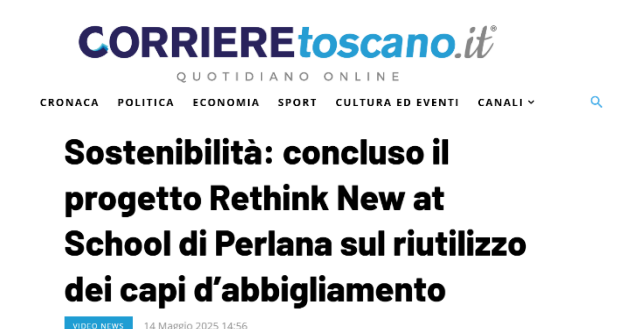 CORRIEREtoscano.it®
QUOTIDIANO ONLINE
CRONACA POLITICA ECONOMIA SPORT CULTURA ED EVENTI CANALI
Sostenibilità: concluso il
progetto Rethink New at
School di Perlana sul riutilizzo
dei capi d’abbigliamento
VIDEO NEWS 14 Maggio 2025 14:56